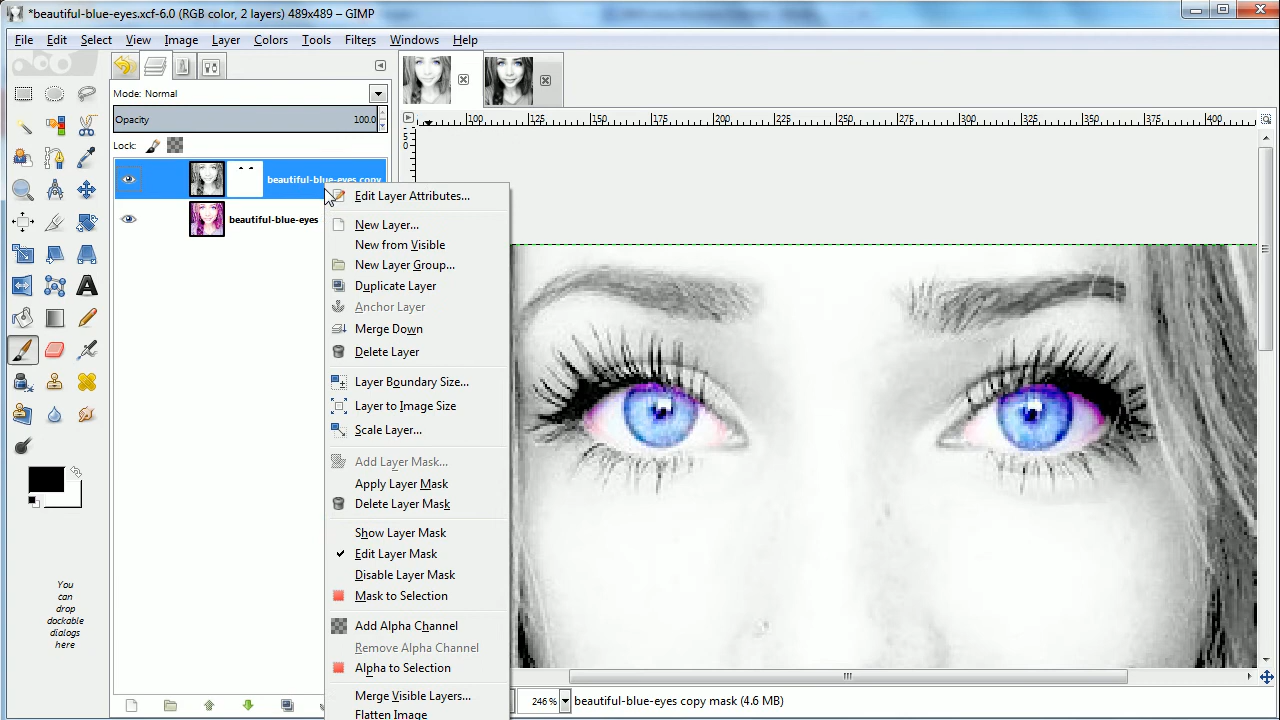 *beautiful-blue-eyes.xcf-6.0 (RGB color, 2 layers) 489x489 – GIMP
File Edit Select View Image Layer Colors Tools Filters Windows Help
Mode: Normal
Opacity 100.0
Lock:
beautiful-blue-eyes copy
beautiful-blue-eyes
Edit Layer Attributes...
New Layer...
New from Visible
New Layer Group...
Duplicate Layer
Anchor Layer
Merge Down
Delete Layer
Layer Boundary Size...
Layer to Image Size
Scale Layer...
Add Layer Mask...
Apply Layer Mask
Delete Layer Mask
Show Layer Mask
Edit Layer Mask
Disable Layer Mask
Mask to Selection
Add Alpha Channel
Remove Alpha Channel
Alpha to Selection
Merge Visible Layers...
Flatten Image
100 125 150 175 200 225 250 275 300 325 350 375 400
5
0
You
can
drop
dockable
dialogs
here
246 % beautiful-blue-eyes copy mask (4.6 MB)